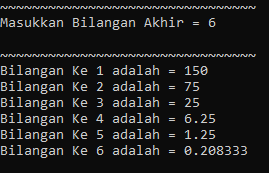 ~~~~~~~~~~~~~~~~~~~~~~~~~~~~~~~~~~~~
Masukkan Bilangan Akhir = 6

~~~~~~~~~~~~~~~~~~~~~~~~~~~~~~~~~~~~
Bilangan Ke 1 adalah = 150
Bilangan Ke 2 adalah = 75
Bilangan Ke 3 adalah = 25
Bilangan Ke 4 adalah = 6.25
Bilangan Ke 5 adalah = 1.25
Bilangan Ke 6 adalah = 0.208333